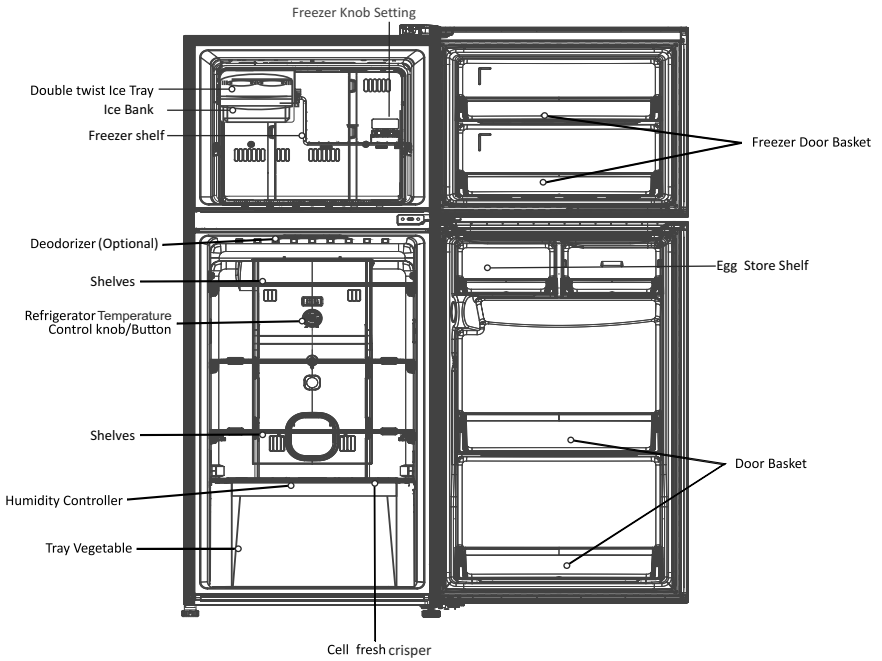 Freezer Knob Setting
Double twist Ice Tray
Ice Bank
Freezer shelf
Freezer Door Basket
Deodorizer (Optional)
Egg Store Shelf
Shelves
Refrigerator Temperature
Control knob/Button
Shelves
Door Basket
Humidity Controller
Tray Vegetable
Cell fresh crisper